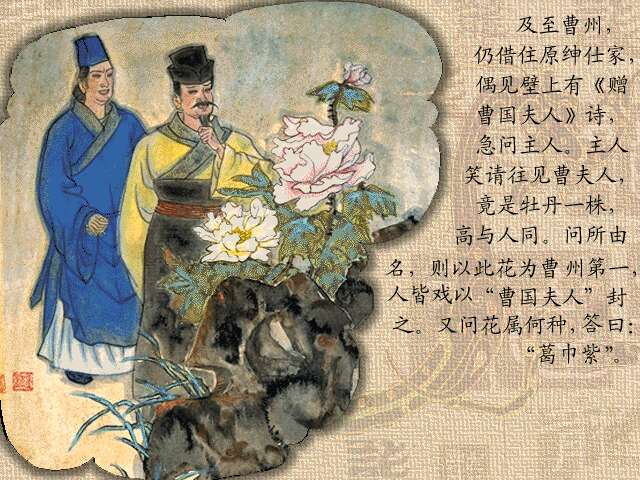 及至曹州，
仍借住原绅仕家，
偶见壁上有《赠
曹国夫人》诗，
急问主人。主人
笑请往见曹夫人，
竟是牡丹一株，
高与人同。问所由
名，则以此花为曹州第一，
人皆戏以“曹国夫人”封
之。又问花属何种，答曰：
“葛巾紫”。